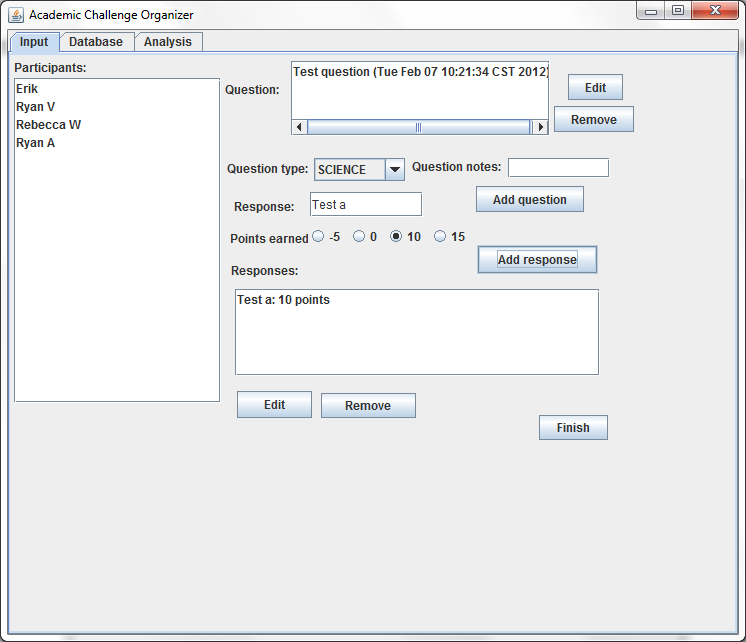 Academic Challenge Organizer
Input Database Analysis
Participants:
Erik
Ryan V
Rebecca W
Ryan A
Question:
Test question (Tue Feb 07 10:21:34 CST 2012)
Edit
Remove
Question type: SCIENCE Question notes:
Response: Test a Add question
Points earned -5 0 10 15
Add response
Responses:
Test a: 10 points
Edit Remove
Finish